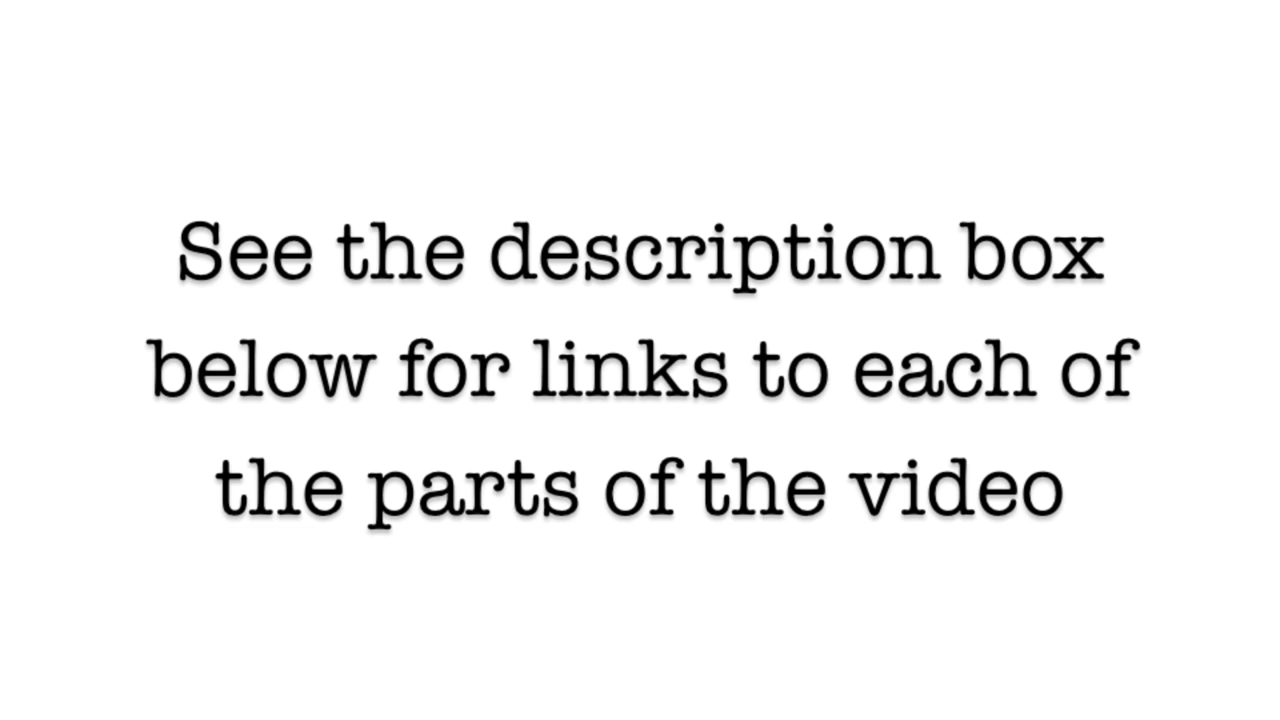 See the description box
below for links to each of
the parts of the video